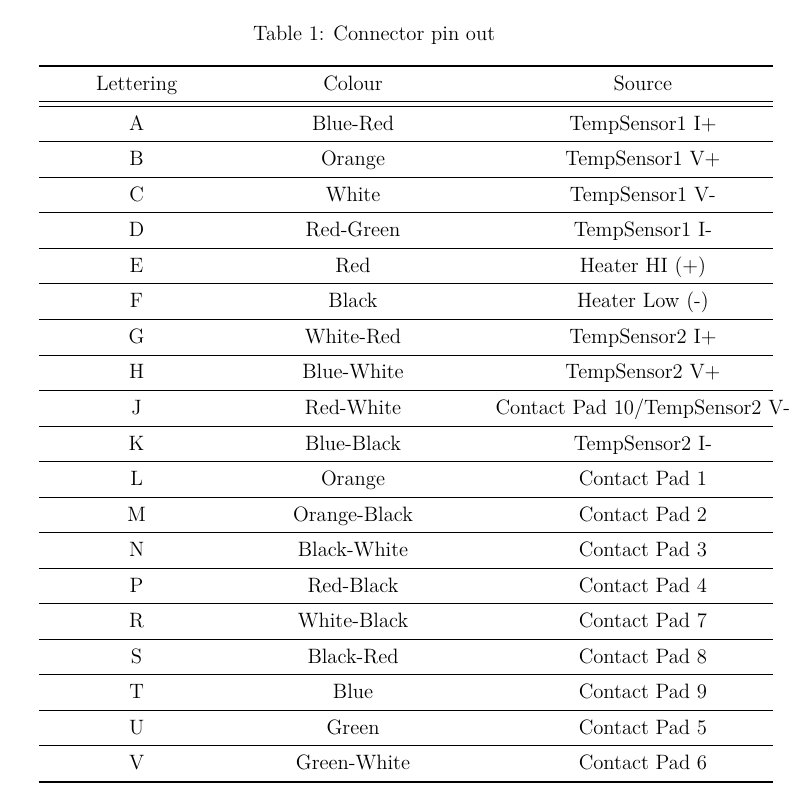 Table 1: Connector pin out
Lettering Colour Source
A Blue-Red TempSensor1 I+
B Orange TempSensor1 V+
C White TempSensor1 V-
D Red-Green TempSensor1 I-
E Red Heater HI (+)
F Black Heater Low (-)
G White-Red TempSensor2 I+
H Blue-White TempSensor2 V+
J Red-White Contact Pad 10/TempSensor2 V-
K Blue-Black TempSensor2 I-
L Orange Contact Pad 1
M Orange-Black Contact Pad 2
N Black-White Contact Pad 3
P Red-Black Contact Pad 4
R White-Black Contact Pad 7
S Black-Red Contact Pad 8
T Blue Contact Pad 9
U Green Contact Pad 5
V Green-White Contact Pad 6